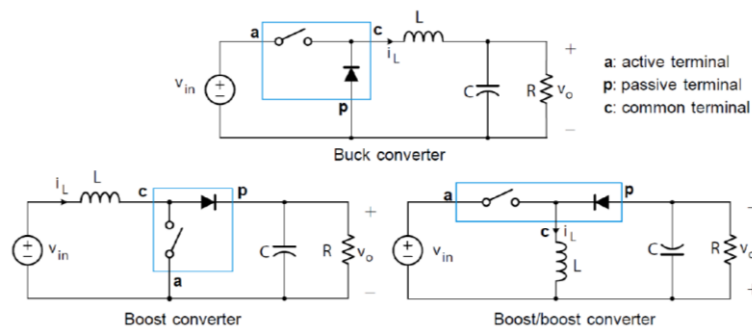 L
a
c
i_L
v_in
p
C
R
v_o
+
−
a: active terminal
p: passive terminal
c: common terminal
Buck converter
i_L
L
c
p
v_in
a
C
R
v_o
+
−
Boost converter
a
p
c
i_L
L
v_in
C
R
v_o
−
+
Boost/boost converter